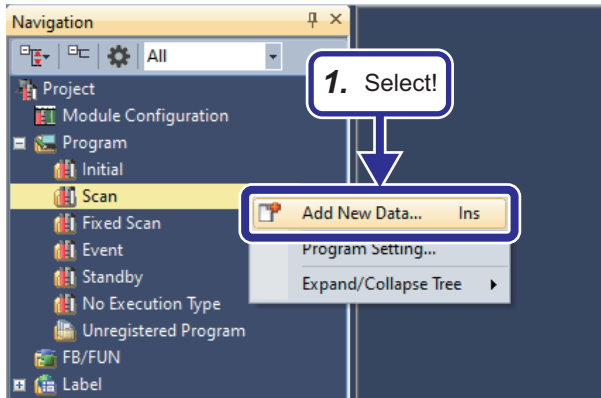 Navigation
All
1. Select!
Project
Module Configuration
Program
Initial
Scan
Add New Data... Ins
Fixed Scan
Event
Program Setting...
Standby
Expand/Collapse Tree
No Execution Type
Unregistered Program
FB/FUN
Label